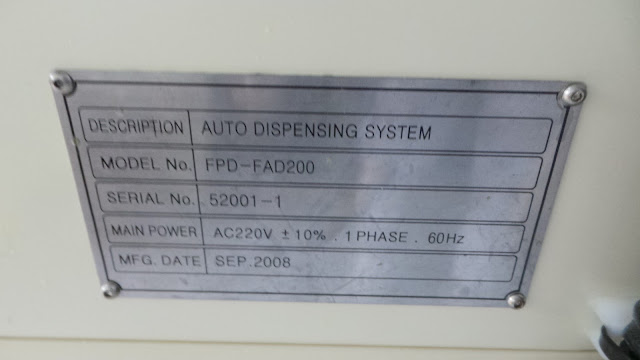 DESCRIPTION AUTO DISPENSING SYSTEM
MODEL No. FPD-FAD200
SERIAL No. 52001-1
MAIN POWER AC220V ±10% . 1PHASE . 60Hz
MFG. DATE SEP.2008